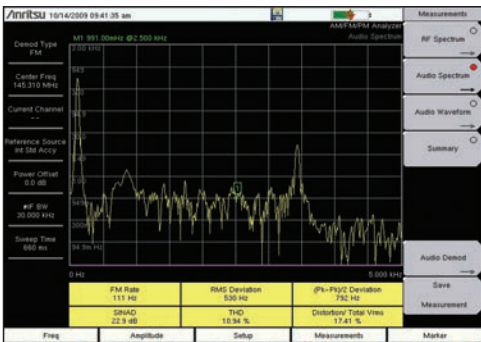 Anritsu 10/14/2009 09:41:35 am
Measurements
AM/FM/PM Analyzer
Audio Spectrum
M1 991.00mHz @2.500 kHz
3.00 kHz
Demod Type
FM
Center Freq
145.310 MHz
Current Channel
--
Reference Source
Int Std Accy
Power Offset
0.0 dB
#IF BW
30.000 kHz
Sweep Time
660 ms
0 Hz
5.000 kHz
FM Rate
111 Hz
RMS Deviation
530 Hz
(Pk-Pk)/2 Deviation
792 Hz
SINAD
22.9 dB
THD
10.94 %
Distortion/ Total Vrms
17.41 %
RF Spectrum
Audio Spectrum
Audio Waveform
Summary
Audio Demod
Save
Measurement
Freq
Amplitude
Setup
Measurements
Marker